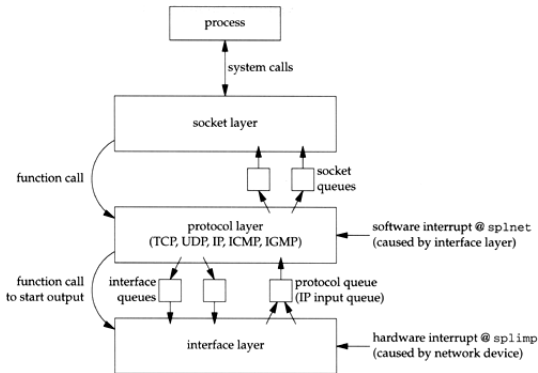 process
system calls
socket layer
function call
socket
queues
protocol layer
(TCP, UDP, IP, ICMP, IGMP)
software interrupt @ splnet
(caused by interface layer)
function call
to start output
interface
queues
protocol queue
(IP input queue)
interface layer
hardware interrupt @ splimp
(caused by network device)